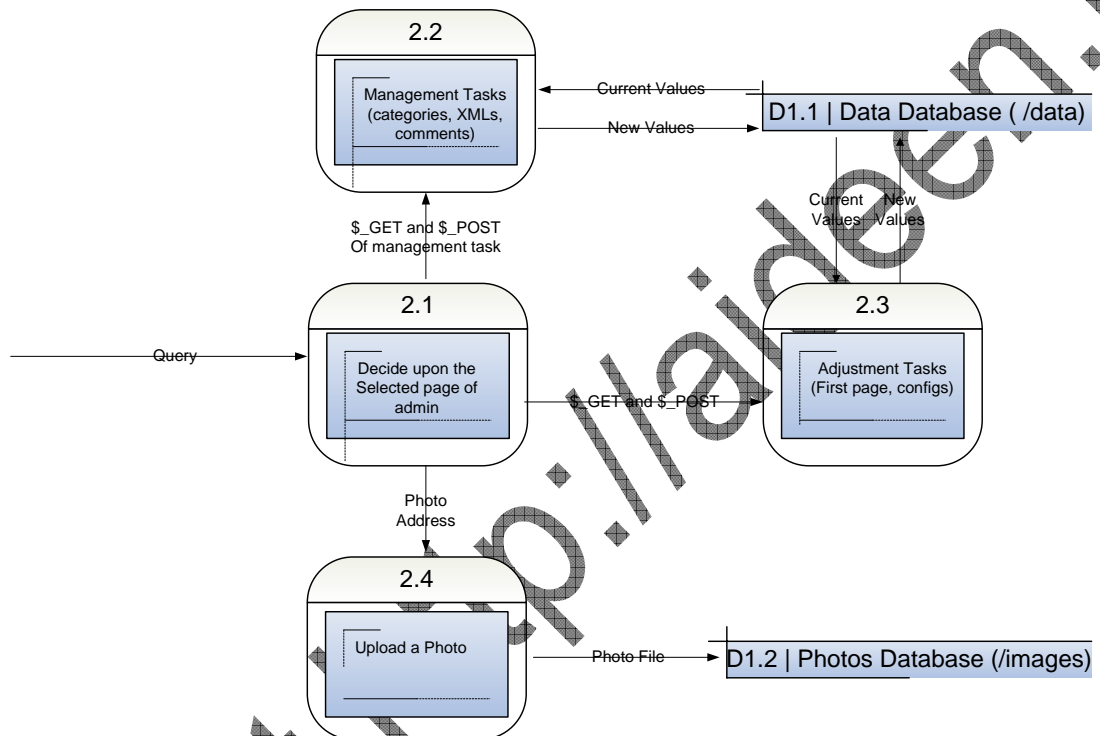 2.2
Management Tasks
(categories, XMLs,
comments)
Current Values
New Values
D1.1 | Data Database ( /data)
$_GET and $_POST
Of management task
Current
Values
New
Values
2.1
Decide upon the
Selected page of
admin
Query
$_GET and $_POST
2.3
Adjustment Tasks
(First page, configs)
Photo
Address
2.4
Upload a Photo
Photo File
D1.2 | Photos Database (/images)